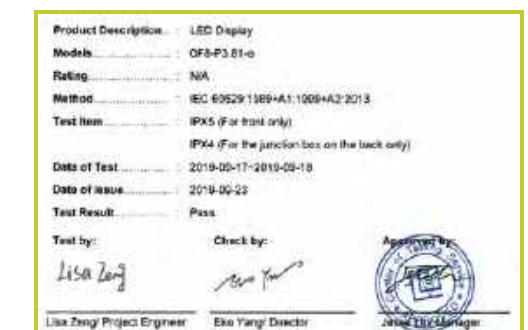 Product Description : LED Display
Models : OF8-P3.81-o
Rating : N/A
Method : IEC 60529:1989+A1:1999+A2:2013
Test Item : IPX5 (For front only)
IPX4 (For the junction box on the back only)
Date of Test : 2019-09-17~2019-09-18
Date of Issue : 2019-09-23
Test Result : Pass
Test by: Check by: Approved by:
Lisa Zeng
Lisa Zeng/ Project Engineer Eko Yang/ Director Manager